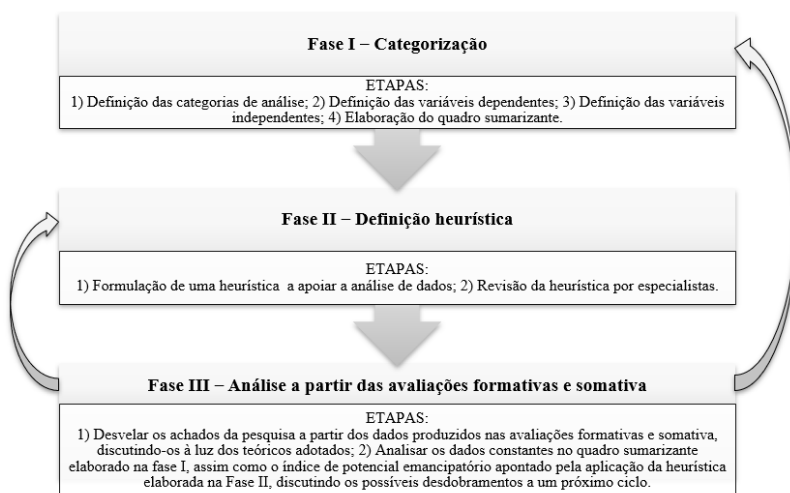 Fase I – Categorização
ETAPAS:
1) Definição das categorias de análise; 2) Definição das variáveis dependentes; 3) Definição das variáveis
independentes; 4) Elaboração do quadro sumarizante.
Fase II – Definição heurística
ETAPAS:
1) Formulação de uma heurística a apoiar a análise de dados; 2) Revisão da heurística por especialistas.
Fase III – Análise a partir das avaliações formativas e somativa
ETAPAS:
1) Desvelar os achados da pesquisa a partir dos dados produzidos nas avaliações formativas e somativa,
discutindo-os à luz dos teóricos adotados; 2) Analisar os dados constantes no quadro sumarizante
elaborado na fase I, assim como o índice de potencial emancipatório apontado pela aplicação da heurística
elaborada na Fase II, discutindo os possíveis desdobramentos a um próximo ciclo.